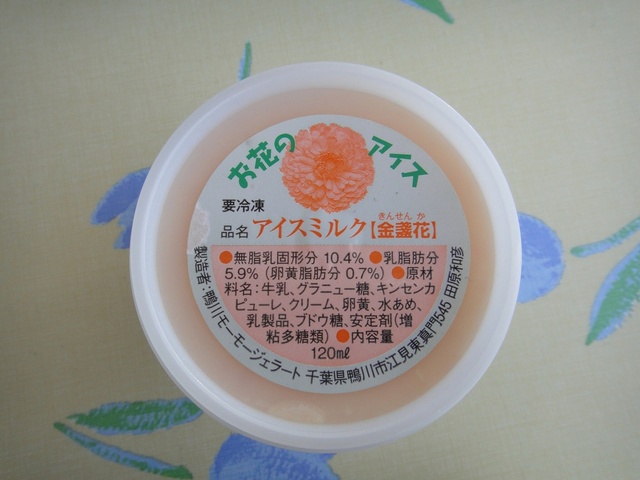 お花のアイス
要冷凍
きんせんか
品名 アイスミルク【金盞花】
●無脂乳固形分 10.4% ●乳脂肪分
5.9%（卵黄脂肪分 0.7%）●原材
料名：牛乳、グラニュー糖、キンセンカ
ピューレ、クリーム、卵黄、水あめ、
乳製品、ブドウ糖、安定剤（増
粘多糖類）●内容量
120mℓ
製造者：鴨川モーモージェラート 千葉県鴨川市江見東真門545 田原和彦